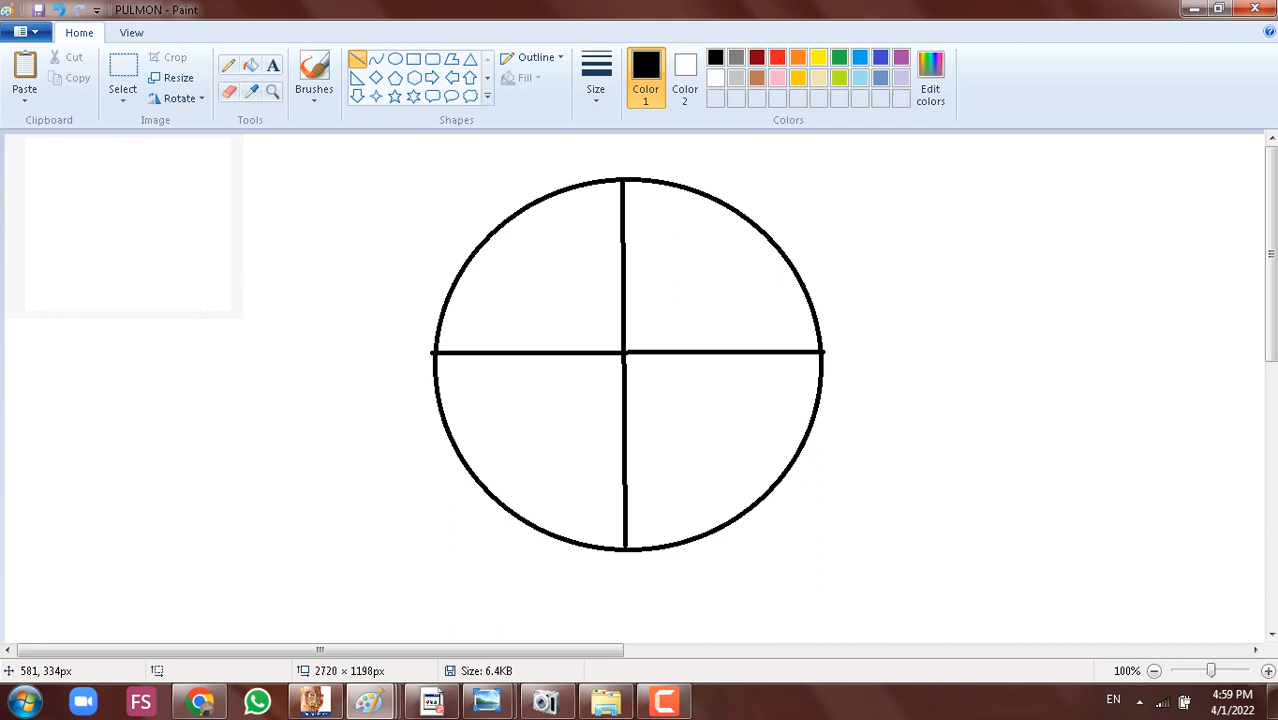 PULMON - Paint
Home View
Paste
Cut
Copy
Clipboard
Select
Crop
Resize
Rotate
Image
A
Tools
Brushes
Shapes
Outline
Fill
Size
Color 1
Color 2
Edit colors
Colors
581, 334px
2720 × 1198px
Size: 6.4KB
100%
FS
EN
4:59 PM
4/1/2022